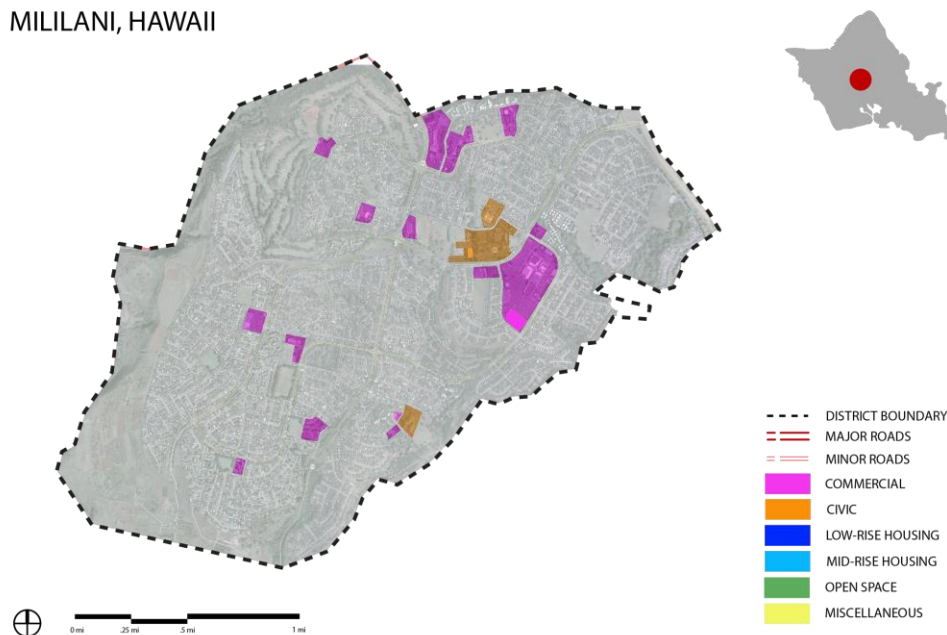 MILILANI, HAWAII
DISTRICT BOUNDARY
MAJOR ROADS
MINOR ROADS
COMMERCIAL
CIVIC
LOW-RISE HOUSING
MID-RISE HOUSING
OPEN SPACE
MISCELLANEOUS
0 mi .25 mi .5 mi 1 mi